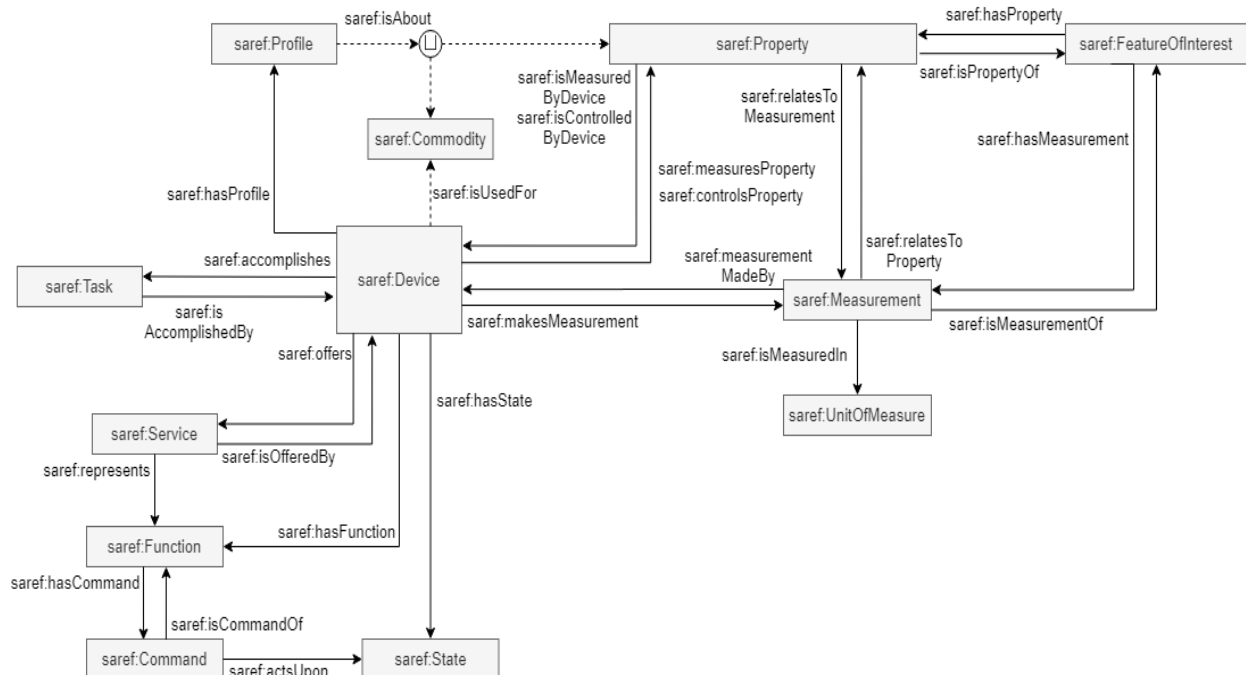 saref:isAbout
saref:hasProperty
saref:Profile
saref:Property
saref:FeatureOfInterest
saref:isPropertyOf
saref:isMeasured
ByDevice
saref:isControlled
ByDevice
saref:relatesTo
Measurement
saref:Commodity
saref:hasMeasurement
saref:measuresProperty
saref:controlsProperty
saref:hasProfile
saref:isUsedFor
saref:accomplishes
saref:relatesTo
Property
saref:measurement
MadeBy
saref:Task
saref:Device
saref:Measurement
saref:is
AccomplishedBy
saref:makesMeasurement
saref:isMeasurementOf
saref:offers
saref:isMeasuredIn
saref:hasState
saref:UnitOfMeasure
saref:Service
saref:isOfferedBy
saref:represents
saref:hasFunction
saref:Function
saref:hasCommand
saref:isCommandOf
saref:Command
saref:State
saref:actsUpon